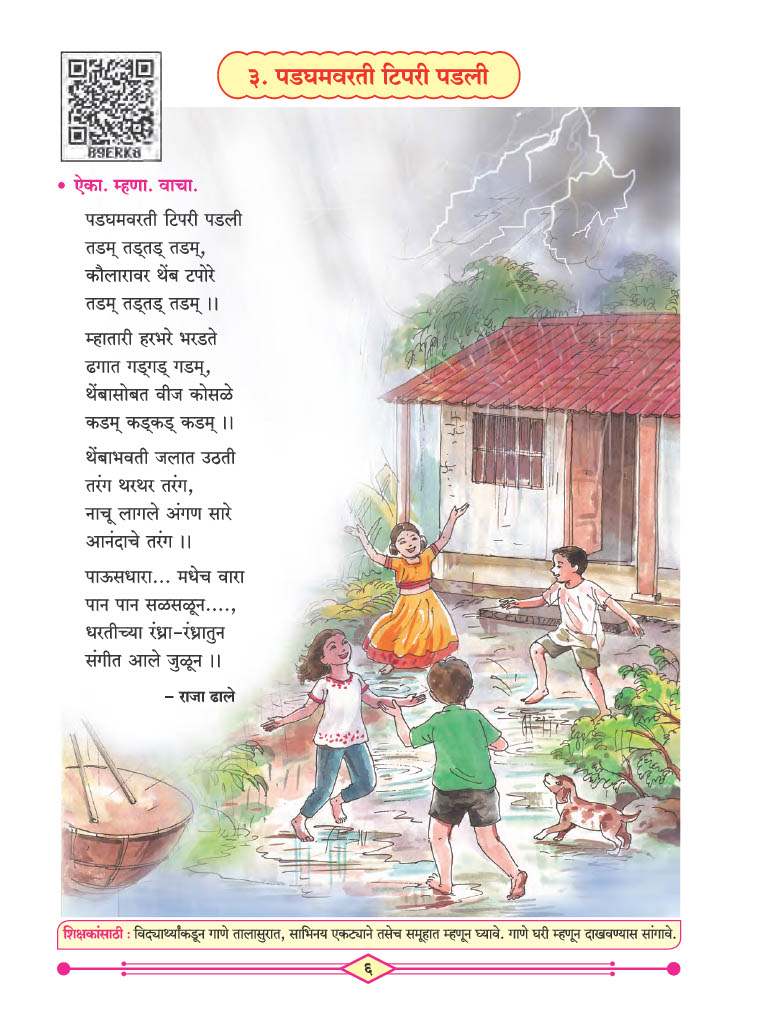 ३. पडघमवरती टिपरी पडली
B9ERK8
• ऐका. म्हणा. वाचा.
पडघमवरती टिपरी पडली
तडम् तड्तड् तडम्,
कौलारावर थेंब टपोरे
तडम् तड्तड् तडम् ।।
म्हातारी हरभरे भरडते
ढगात गड्गड् गडम्,
थेंबासोबत वीज कोसळे
कडम् कड्कड् कडम् ।।
थेंबाभवती जलात उठती
तरंग थरथर तरंग,
नाचू लागले अंगण सारे
आनंदाचे तरंग ।।
पाऊसधारा... मधेच वारा
पान पान सळसळून....,
धरतीच्या रंध्रा-रंध्रातुन
संगीत आले जुळून ।।
– राजा ढाले
शिक्षकांसाठी : विद्यार्थ्यांकडून गाणे तालासुरात, साभिनय एकट्याने तसेच समूहात म्हणून घ्यावे. गाणे घरी म्हणून दाखवण्यास सांगावे.
६